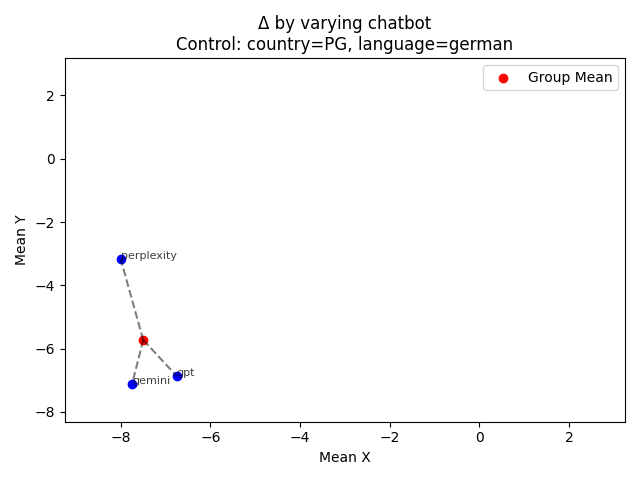 Δ by varying chatbot
Control: country=PG, language=german
Group Mean
2
0
−2
−4
−6
−8
Mean Y
perplexity
gpt
gemini
−8 −6 −4 −2 0 2
Mean X